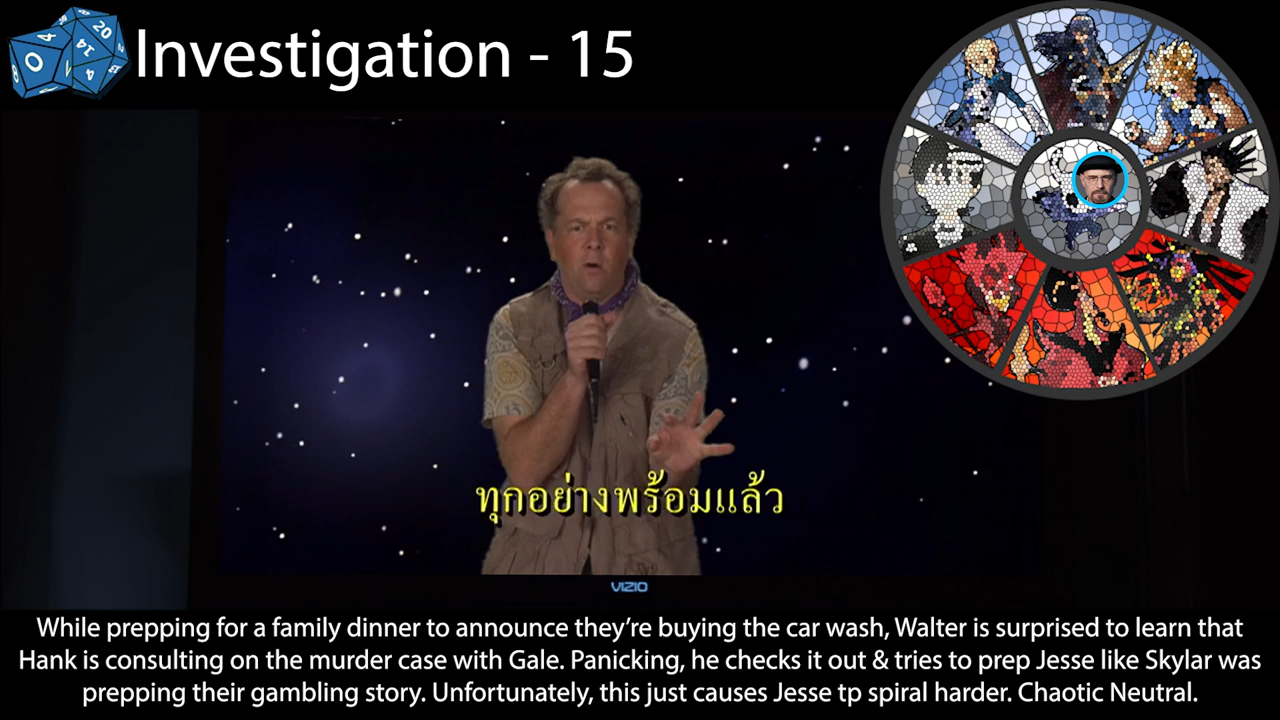 Investigation - 15
ทุกอย่างพร้อมแล้ว
VIZIO
While prepping for a family dinner to announce they’re buying the car wash, Walter is surprised to learn that
Hank is consulting on the murder case with Gale. Panicking, he checks it out & tries to prep Jesse like Skylar was
prepping their gambling story. Unfortunately, this just causes Jesse tp spiral harder. Chaotic Neutral.